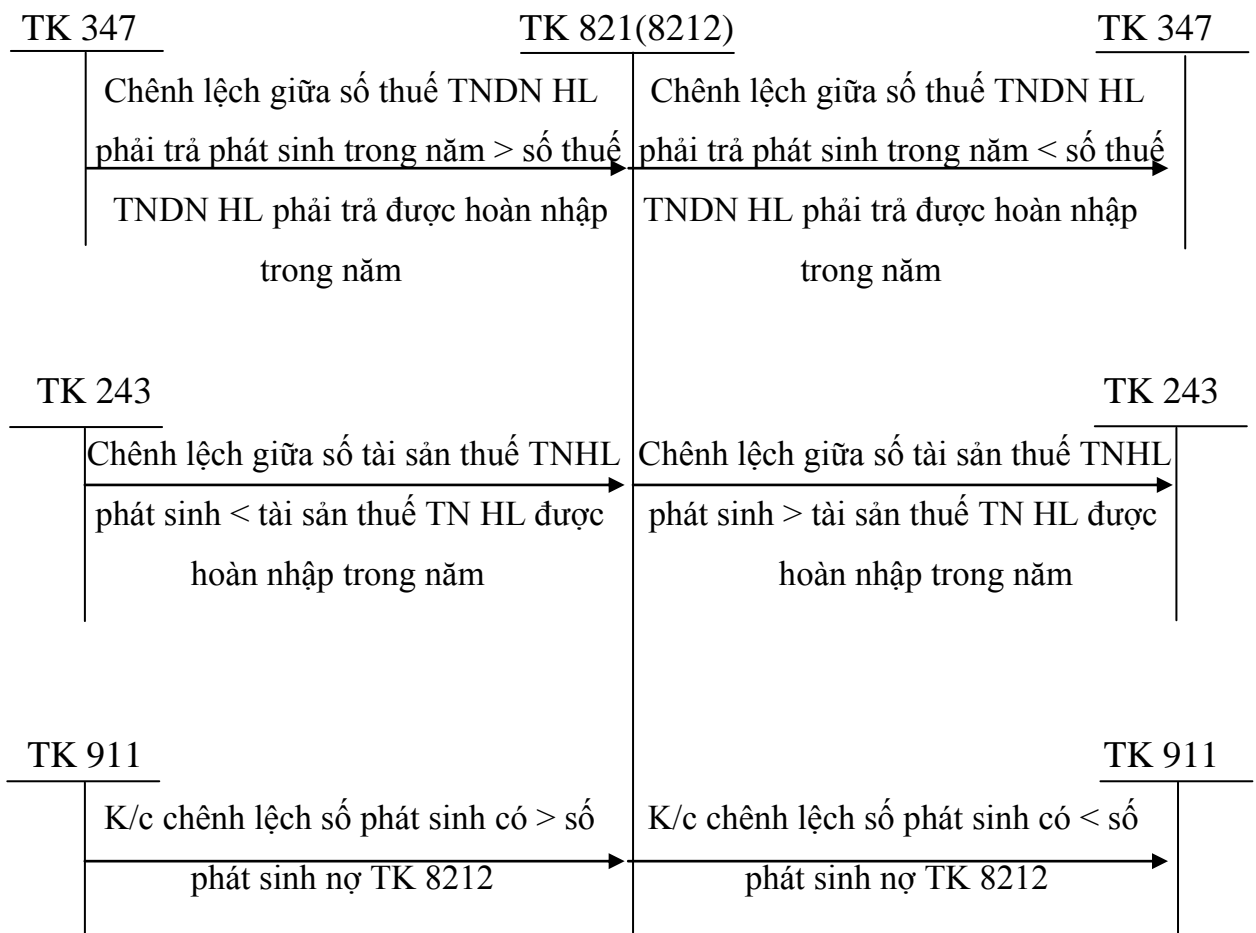 TK 347
TK 821(8212)
TK 347
Chênh lệch giữa số thuế TNDN HL
phải trả phát sinh trong năm > số thuế
TNDN HL phải trả được hoàn nhập
trong năm
Chênh lệch giữa số thuế TNDN HL
phải trả phát sinh trong năm < số thuế
TNDN HL phải trả được hoàn nhập
trong năm
TK 243
TK 243
Chênh lệch giữa số tài sản thuế TNHL
phát sinh < tài sản thuế TN HL được
hoàn nhập trong năm
Chênh lệch giữa số tài sản thuế TNHL
phát sinh > tài sản thuế TN HL được
hoàn nhập trong năm
TK 911
TK 911
K/c chênh lệch số phát sinh có > số
phát sinh nợ TK 8212
K/c chênh lệch số phát sinh có < số
phát sinh nợ TK 8212